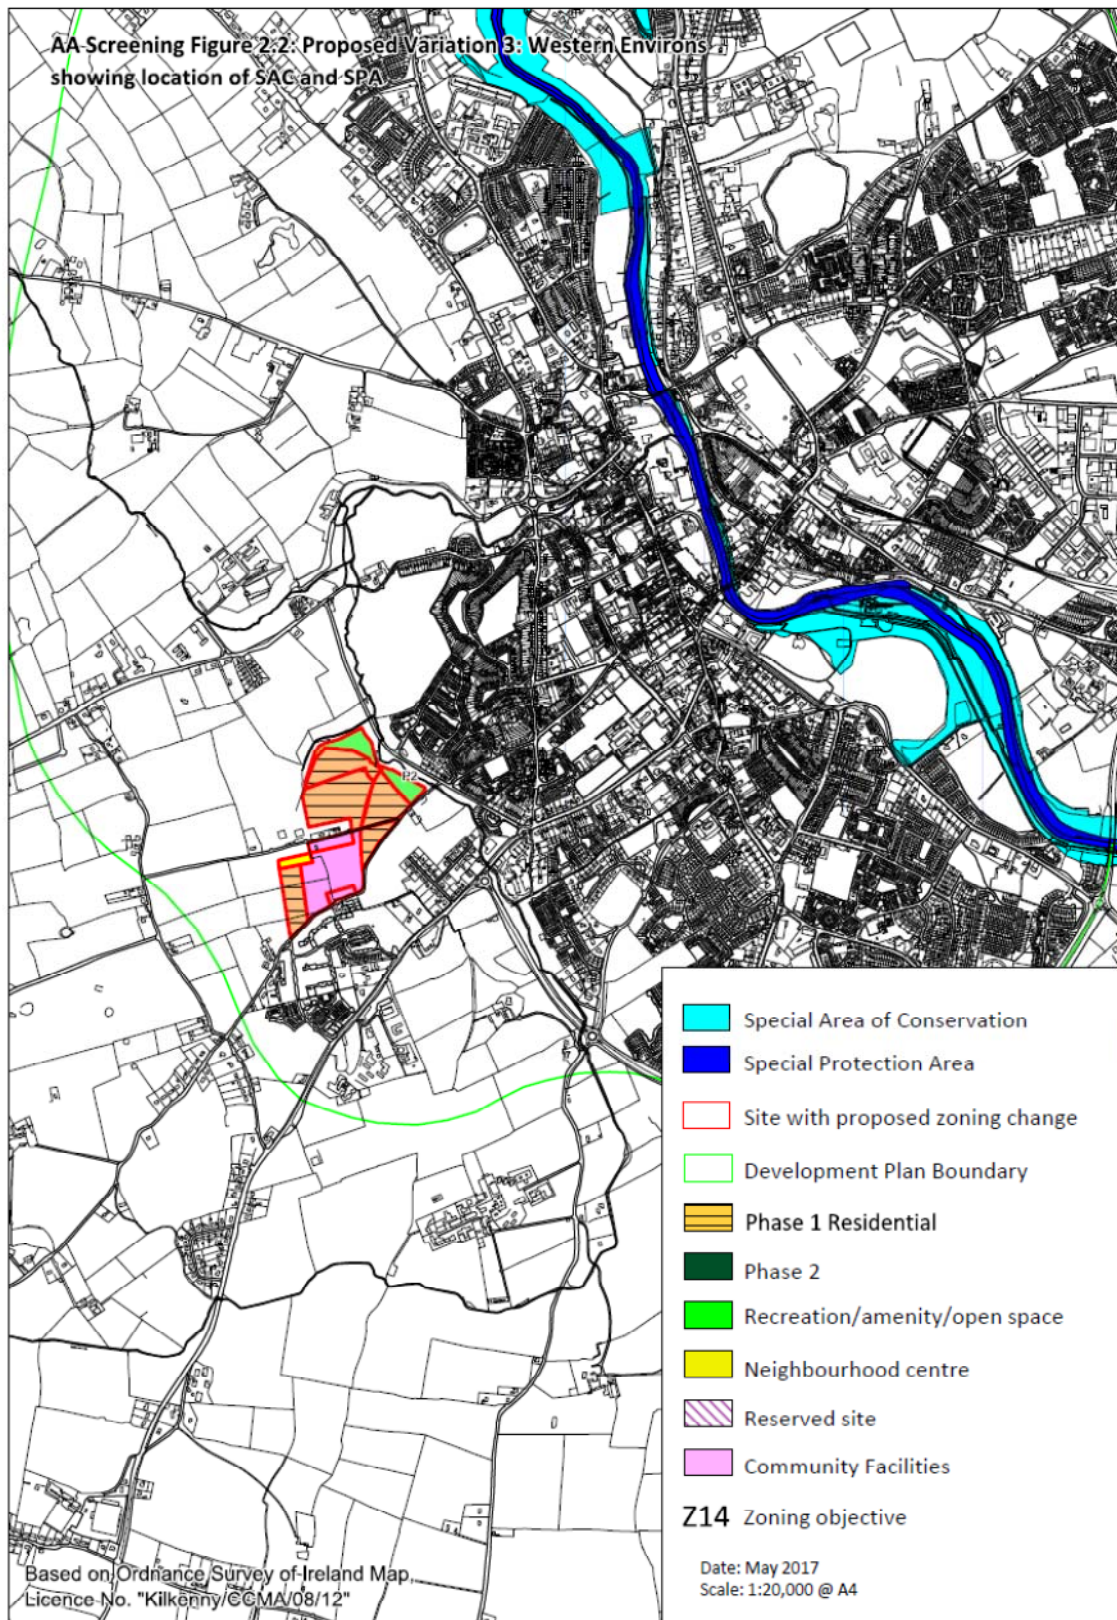 AA Screening Figure 2.2: Proposed Variation 3: Western Environs
showing location of SAC and SPA
P2
Special Area of Conservation
Special Protection Area
Site with proposed zoning change
Development Plan Boundary
Phase 1 Residential
Phase 2
Recreation/amenity/open space
Neighbourhood centre
Reserved site
Community Facilities
Z14 Zoning objective
Date: May 2017
Scale: 1:20,000 @ A4
Based on Ordnance Survey of Ireland Map,
Licence No. "Kilkenny/CCMA/08/12"